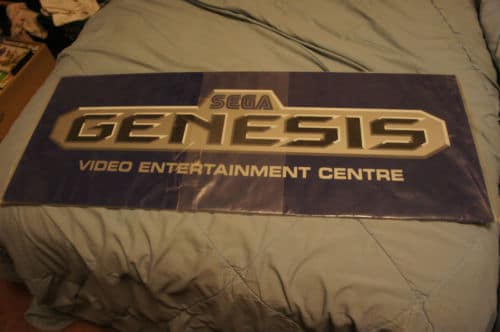 SEGA
GENESIS
VIDEO ENTERTAINMENT CENTRE